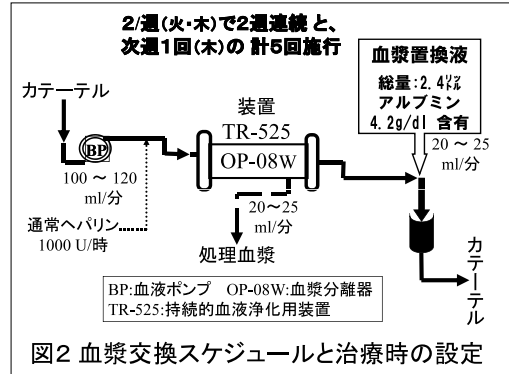 2/週(火・木)で2週連続 と、
次週1回(木)の 計5回施行
血漿置換液
総量:2.4㍑
アルブミン
4.2g/dl 含有
カテーテル
装置
TR-525
BP
OP-08W
20 ～ 25
ml/分
100 ～ 120
ml/分
20～25
ml/分
通常ヘパリン
1000 U/時
処理血漿
カテーテル
BP:血液ポンプ OP-08W:血漿分離器
TR-525:持続的血液浄化用装置
図2 血漿交換スケジュールと治療時の設定